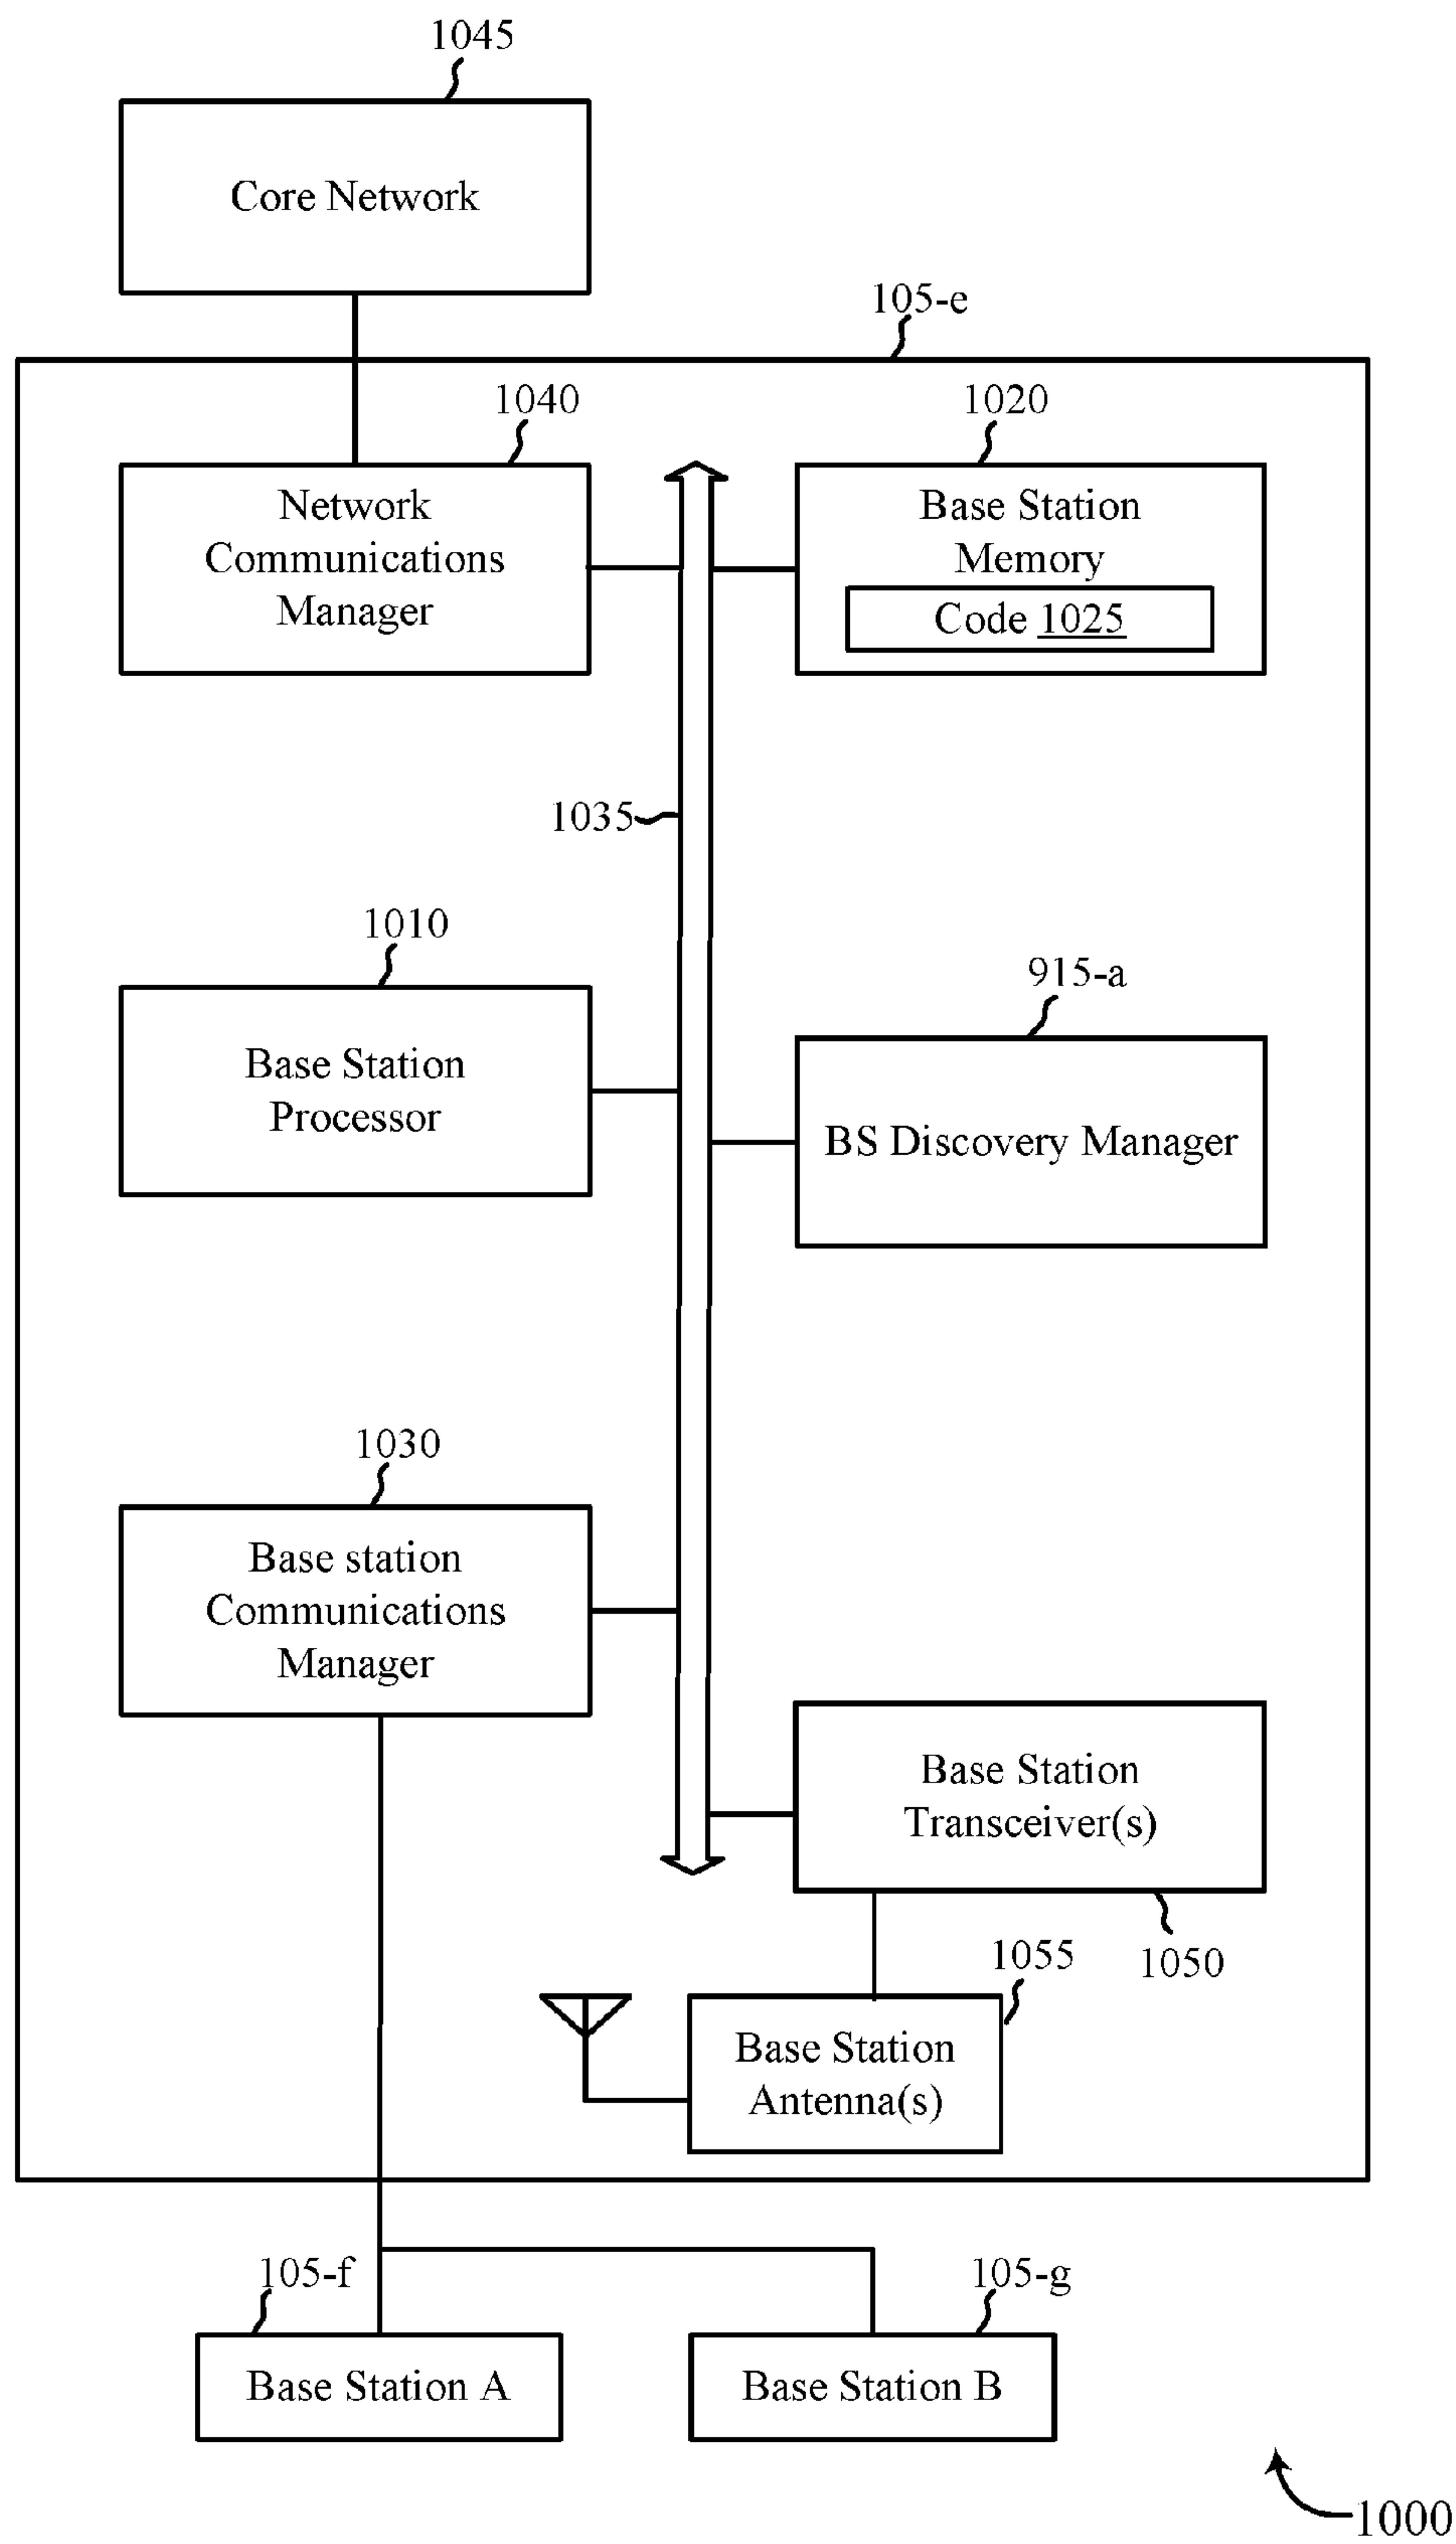 1045
Core Network
105-e
1040
1020
Network
Communications
Manager
Base Station
Memory
Code 1025
1035
1010
Base Station
Processor
915-a
BS Discovery Manager
1030
Base station
Communications
Manager
Base Station
Transceiver(s)
1050
1055
Base Station
Antenna(s)
105-f
105-g
Base Station A
Base Station B
1000